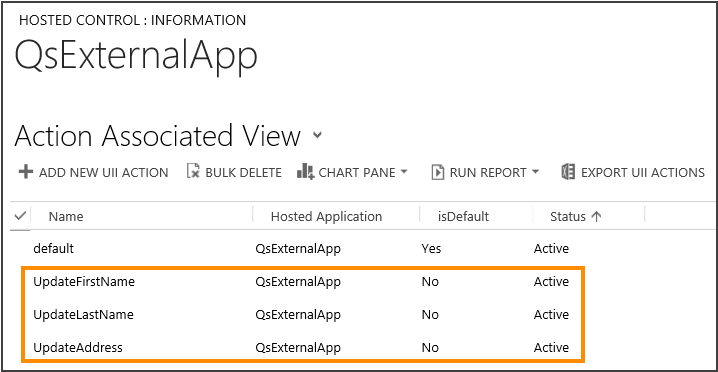 HOSTED CONTROL : INFORMATION
QsExternalApp
Action Associated View
ADD NEW UII ACTION BULK DELETE CHART PANE RUN REPORT EXPORT UII ACTIONS
Name Hosted Application isDefault Status ↑
default QsExternalApp Yes Active
UpdateFirstName QsExternalApp No Active
UpdateLastName QsExternalApp No Active
UpdateAddress QsExternalApp No Active